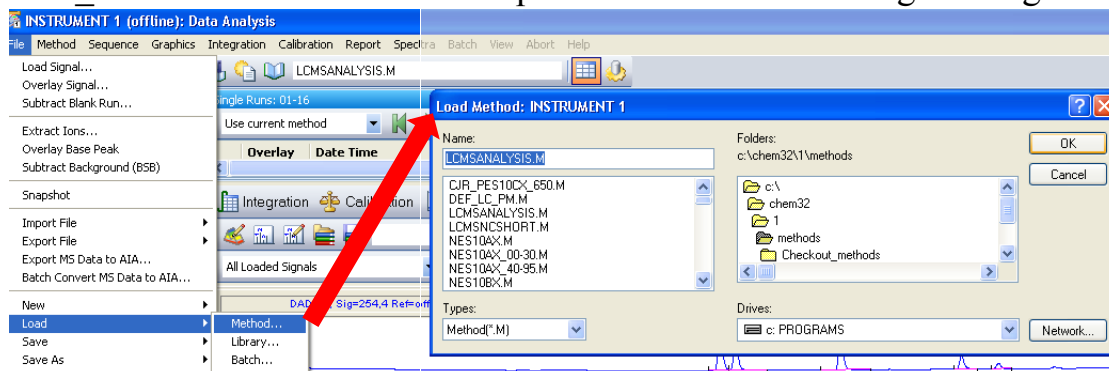 INSTRUMENT 1 (offline): Data Analysis
File Method Sequence Graphics Integration Calibration Report Spectra Batch View Abort Help
Load Signal...
Overlay Signal...
Subtract Blank Run...
Extract Ions...
Overlay Base Peak
Subtract Background (BSB)
Snapshot
Import File
Export File
Export MS Data to AIA...
Batch Convert MS Data to AIA...
New
Load
Save
Save As
Method...
Library...
Batch...
LCMSANALYSIS.M
Single Runs: 01-16
Use current method
Overlay Date Time
Integration
All Loaded Signals
Sig=254,4
Load Method: INSTRUMENT 1
Name:
LCMSANALYSIS.M
CJR_PES10CX_650.M
DEF_LC_PM.M
LCMSANALYSIS.M
LCMSNCSHORT.M
NES10AX.M
NES10AX_00-30.M
NES10AX_40-95.M
NES10BX.M
Types:
Method(*.M)
Folders:
c:\chem32\1\methods
c:\
chem32
1
methods
Checkout_methods
Drives:
c: PROGRAMS
OK
Cancel
Network...